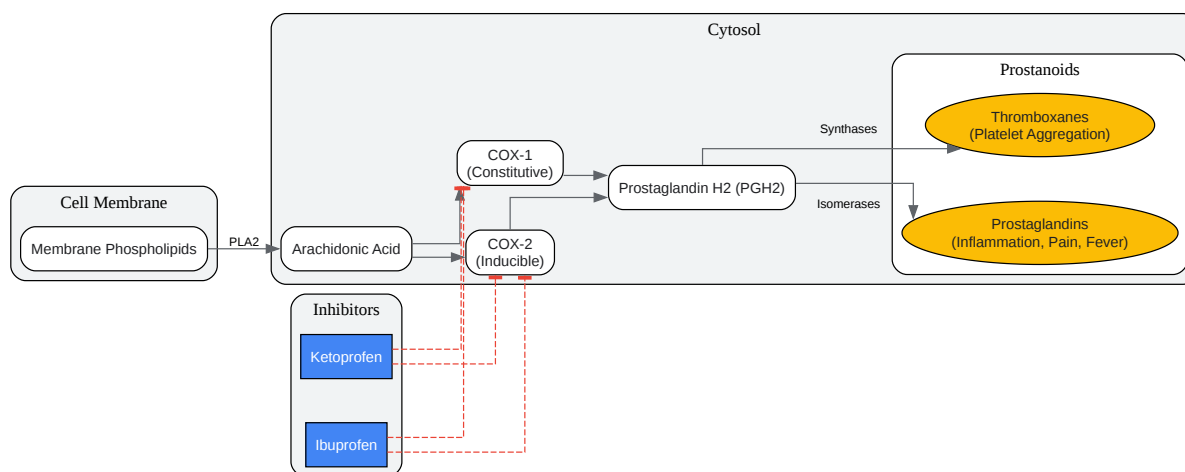 Cytosol
Prostanoids
Thromboxanes
(Platelet Aggregation)
Synthases
COX-1
(Constitutive)
Prostaglandin H2 (PGH2)
Cell Membrane
Membrane Phospholipids
PLA2
Arachidonic Acid
COX-2
(Inducible)
Isomerases
Prostaglandins
(Inflammation, Pain, Fever)
Inhibitors
Ketoprofen
Ibuprofen